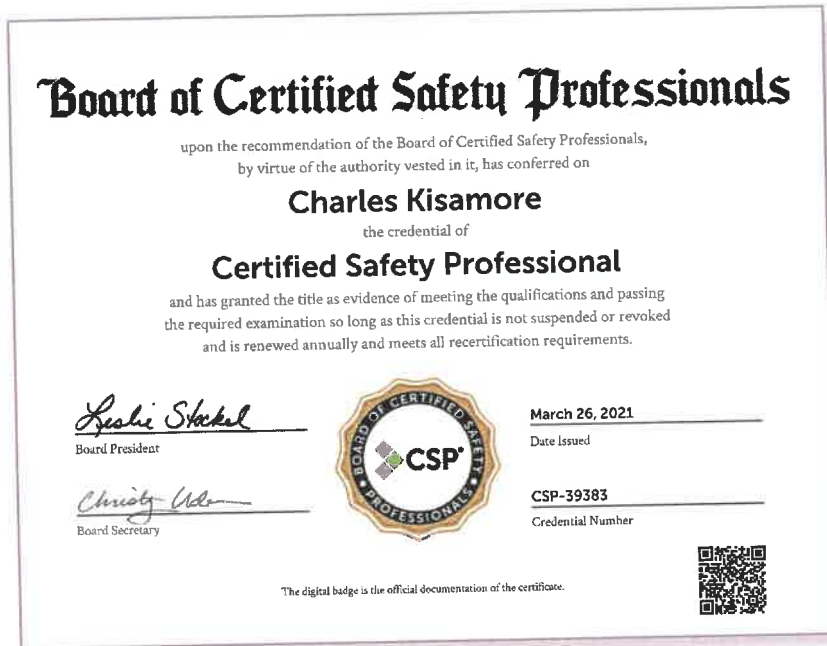 Board of Certified Safety Professionals
upon the recommendation of the Board of Certified Safety Professionals,
by virtue of the authority vested in it, has conferred on
Charles Kisamore
the credential of
Certified Safety Professional
and has granted the title as evidence of meeting the qualifications and passing
the required examination so long as this credential is not suspended or revoked
and is renewed annually and meets all recertification requirements.
Leslie Stockel
Board President
Christy
Board Secretary
BOARD OF CERTIFIED SAFETY
PROFESSIONALS
CSP®
March 26, 2021
Date Issued
CSP-39383
Credential Number
The digital badge is the official documentation of the certificate.